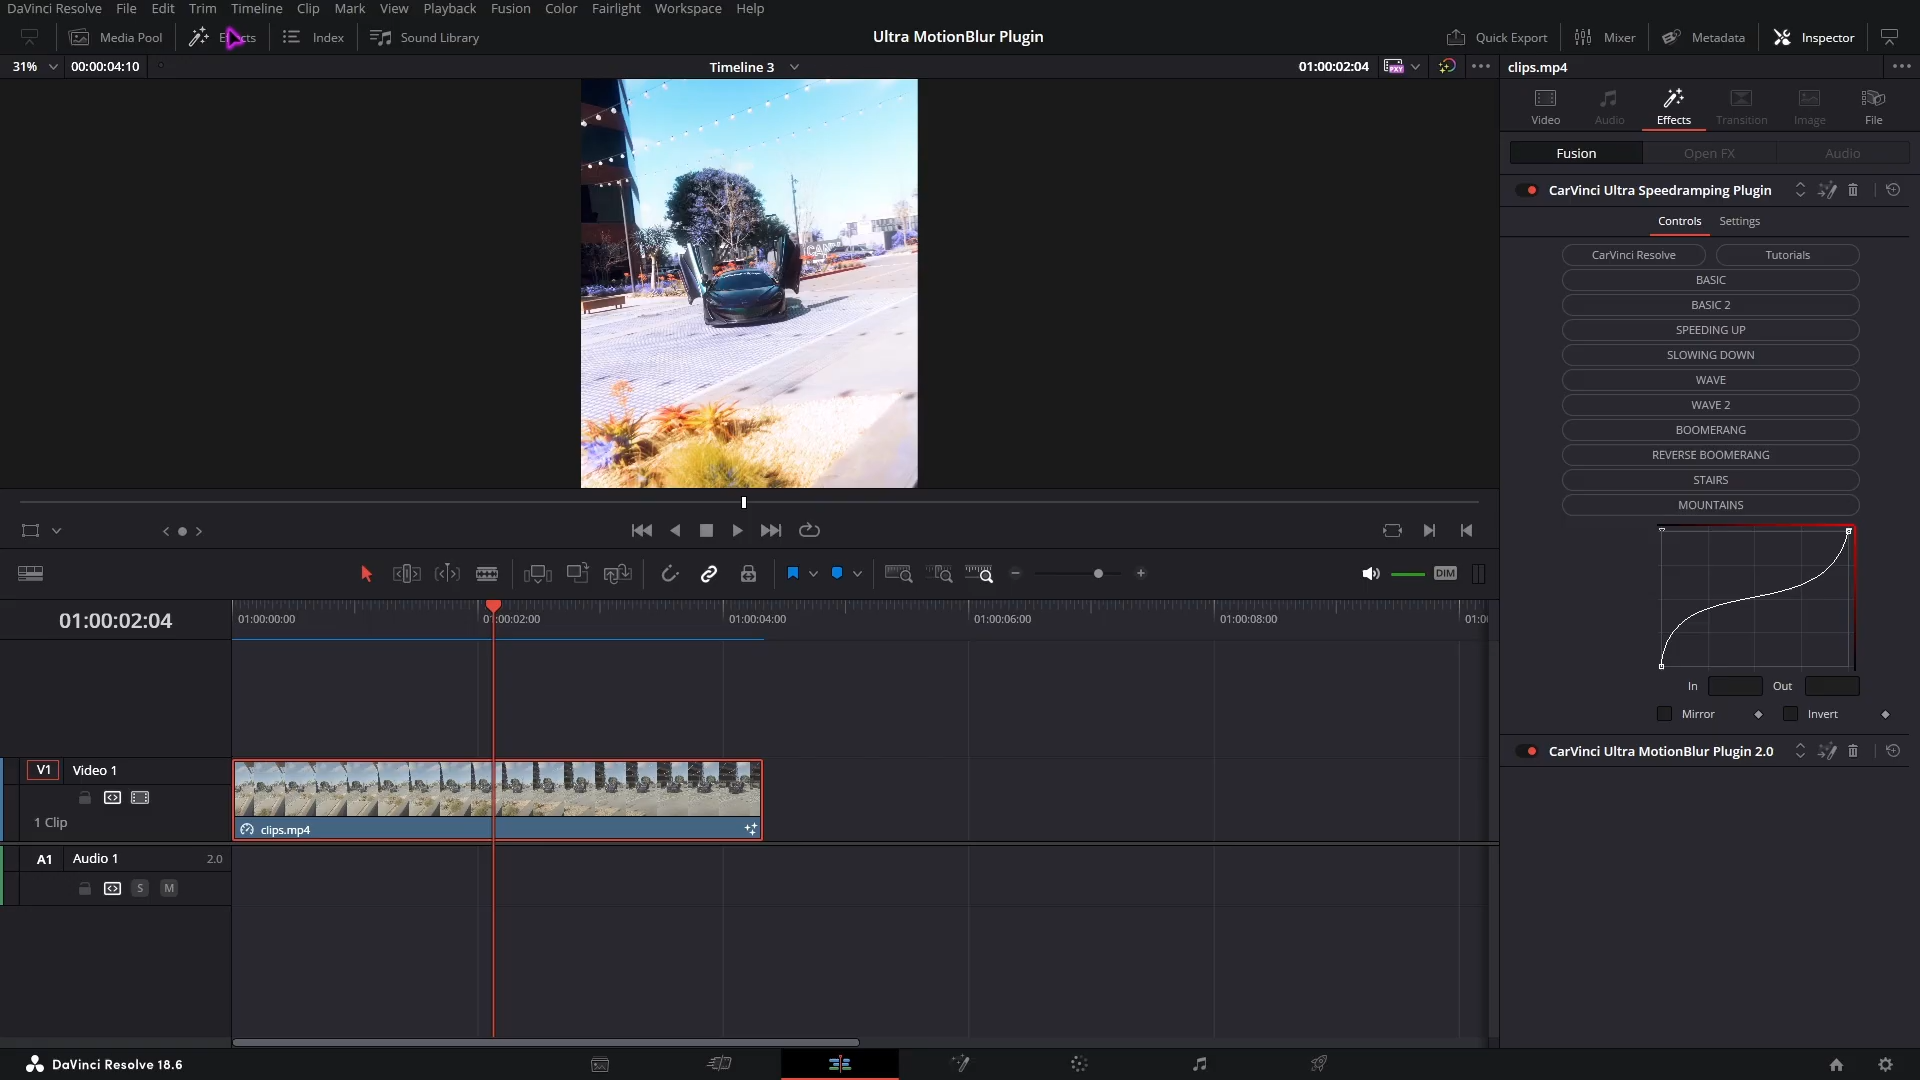 DaVinci Resolve File Edit Trim Timeline Clip Mark View Playback Fusion Color Fairlight Workspace Help
Media Pool Effects Index Sound Library Ultra MotionBlur Plugin Quick Export Mixer Metadata Inspector
31% 00:00:04:10 Timeline 3 01:00:02:04 PXY clips.mp4
Video Audio Effects Transition Image File
Fusion Open FX Audio
CarVinci Ultra Speedramping Plugin
Controls Settings
CarVinci Resolve Tutorials
BASIC
BASIC 2
SPEEDING UP
SLOWING DOWN
WAVE
WAVE 2
BOOMERANG
REVERSE BOOMERANG
STAIRS
MOUNTAINS
In Out
Mirror Invert
CarVinci Ultra MotionBlur Plugin 2.0
DIM
01:00:02:04
01:00:00:00 01:00:02:00 01:00:04:00 01:00:06:00 01:00:08:00
V1 Video 1
1 Clip
clips.mp4
A1 Audio 1 2.0
S M
DaVinci Resolve 18.6